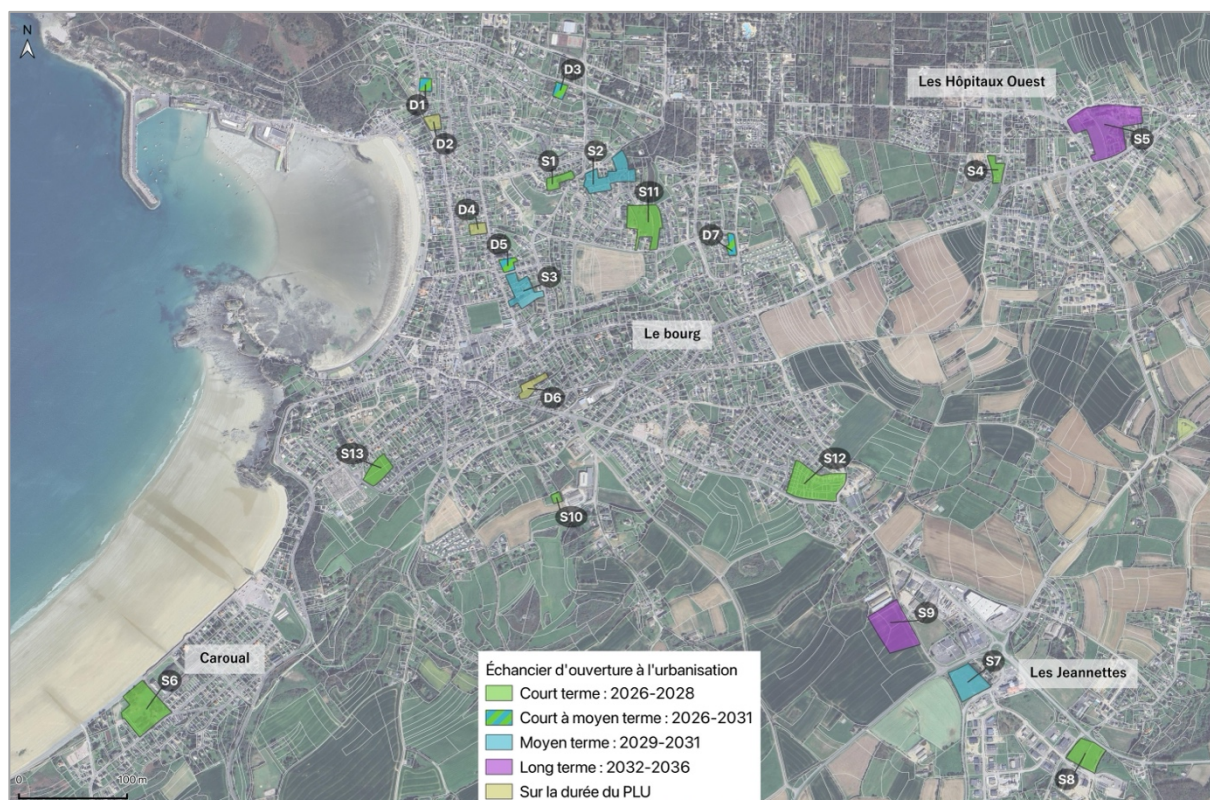 N
D3
Les Hôpitaux Ouest
D1
D2
S5
S1
S2
S4
S11
D4
D7
D5
S3
Le bourg
D6
S13
S12
S10
S9
Caroual
S6
S7
Les Jeannettes
S8
Échancier d'ouverture à l'urbanisation
Court terme : 2026-2028
Court à moyen terme : 2026-2031
Moyen terme : 2029-2031
Long terme : 2032-2036
Sur la durée du PLU
0 100 m